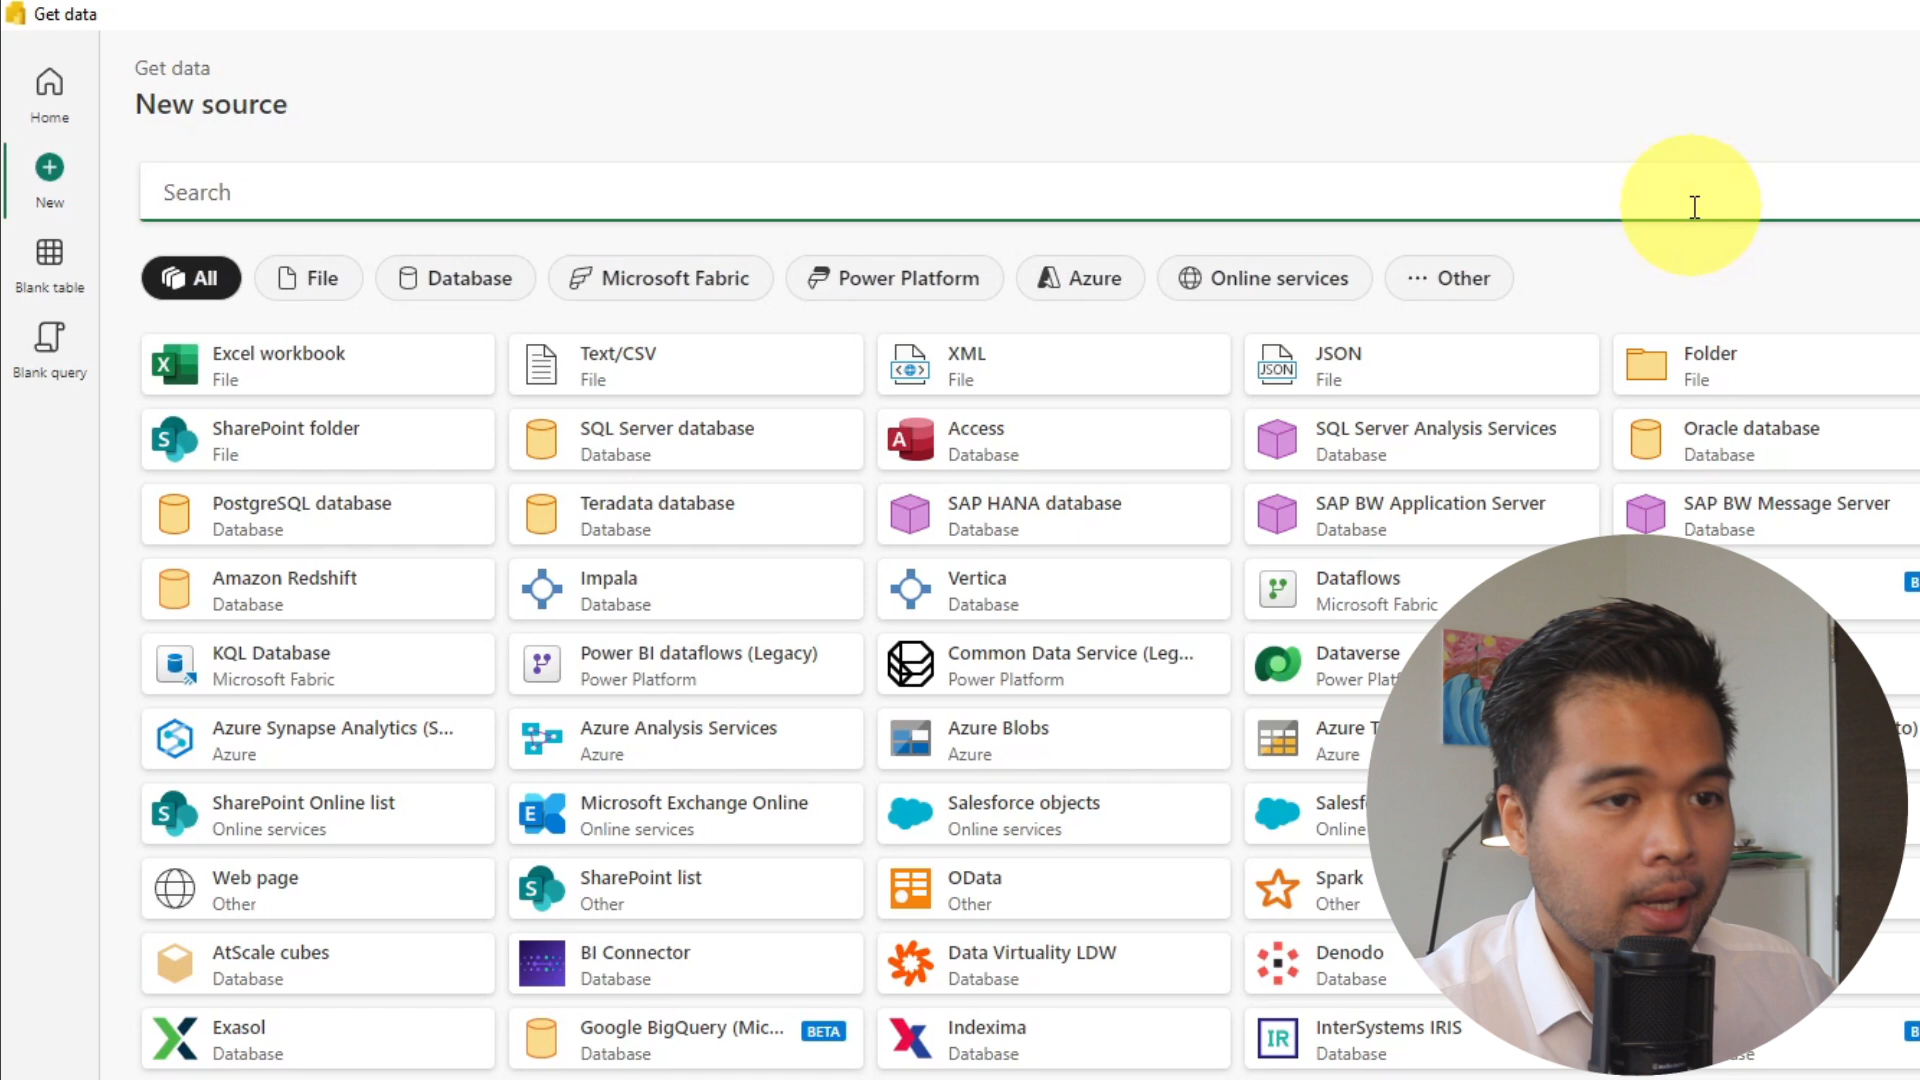 Get data
Home
New
Blank table
Blank query
Get data
New source
Search
All
File
Database
Microsoft Fabric
Power Platform
Azure
Online services
Other
Excel workbook
File
Text/CSV
File
XML
File
JSON
JSON
File
Folder
File
SharePoint folder
File
SQL Server database
Database
Access
Database
SQL Server Analysis Services
Database
Oracle database
Database
PostgreSQL database
Database
Teradata database
Database
SAP HANA database
Database
SAP BW Application Server
Database
SAP BW Message Server
Database
Amazon Redshift
Database
Impala
Database
Vertica
Database
Dataflows
Microsoft Fabric
KQL Database
Microsoft Fabric
Power BI dataflows (Legacy)
Power Platform
Common Data Service (Leg...
Power Platform
Dataverse
Power
Azure Synapse Analytics (S...
Azure
Azure Analysis Services
Azure
Azure Blobs
Azure
Azure
Azure
SharePoint Online list
Online services
Microsoft Exchange Online
Online services
Salesforce objects
Online services
Online
Web page
Other
SharePoint list
Other
OData
Other
Spark
Other
AtScale cubes
Database
BI Connector
Database
Data Virtuality LDW
Database
Denodo
Database
Exasol
Database
Google BigQuery (Mic...
Database
BETA
Indexima
Database
IR
InterSystems IRIS
Database